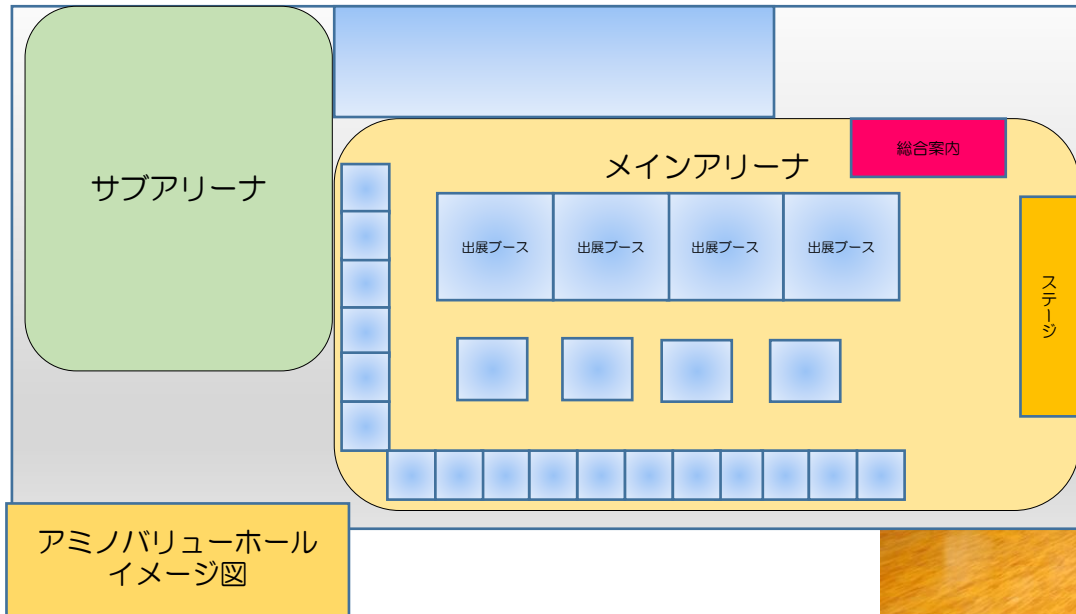 総合案内
サブアリーナ
メインアリーナ
出展ブース
出展ブース
出展ブース
出展ブース
ステージ
アミノバリューホール
イメージ図